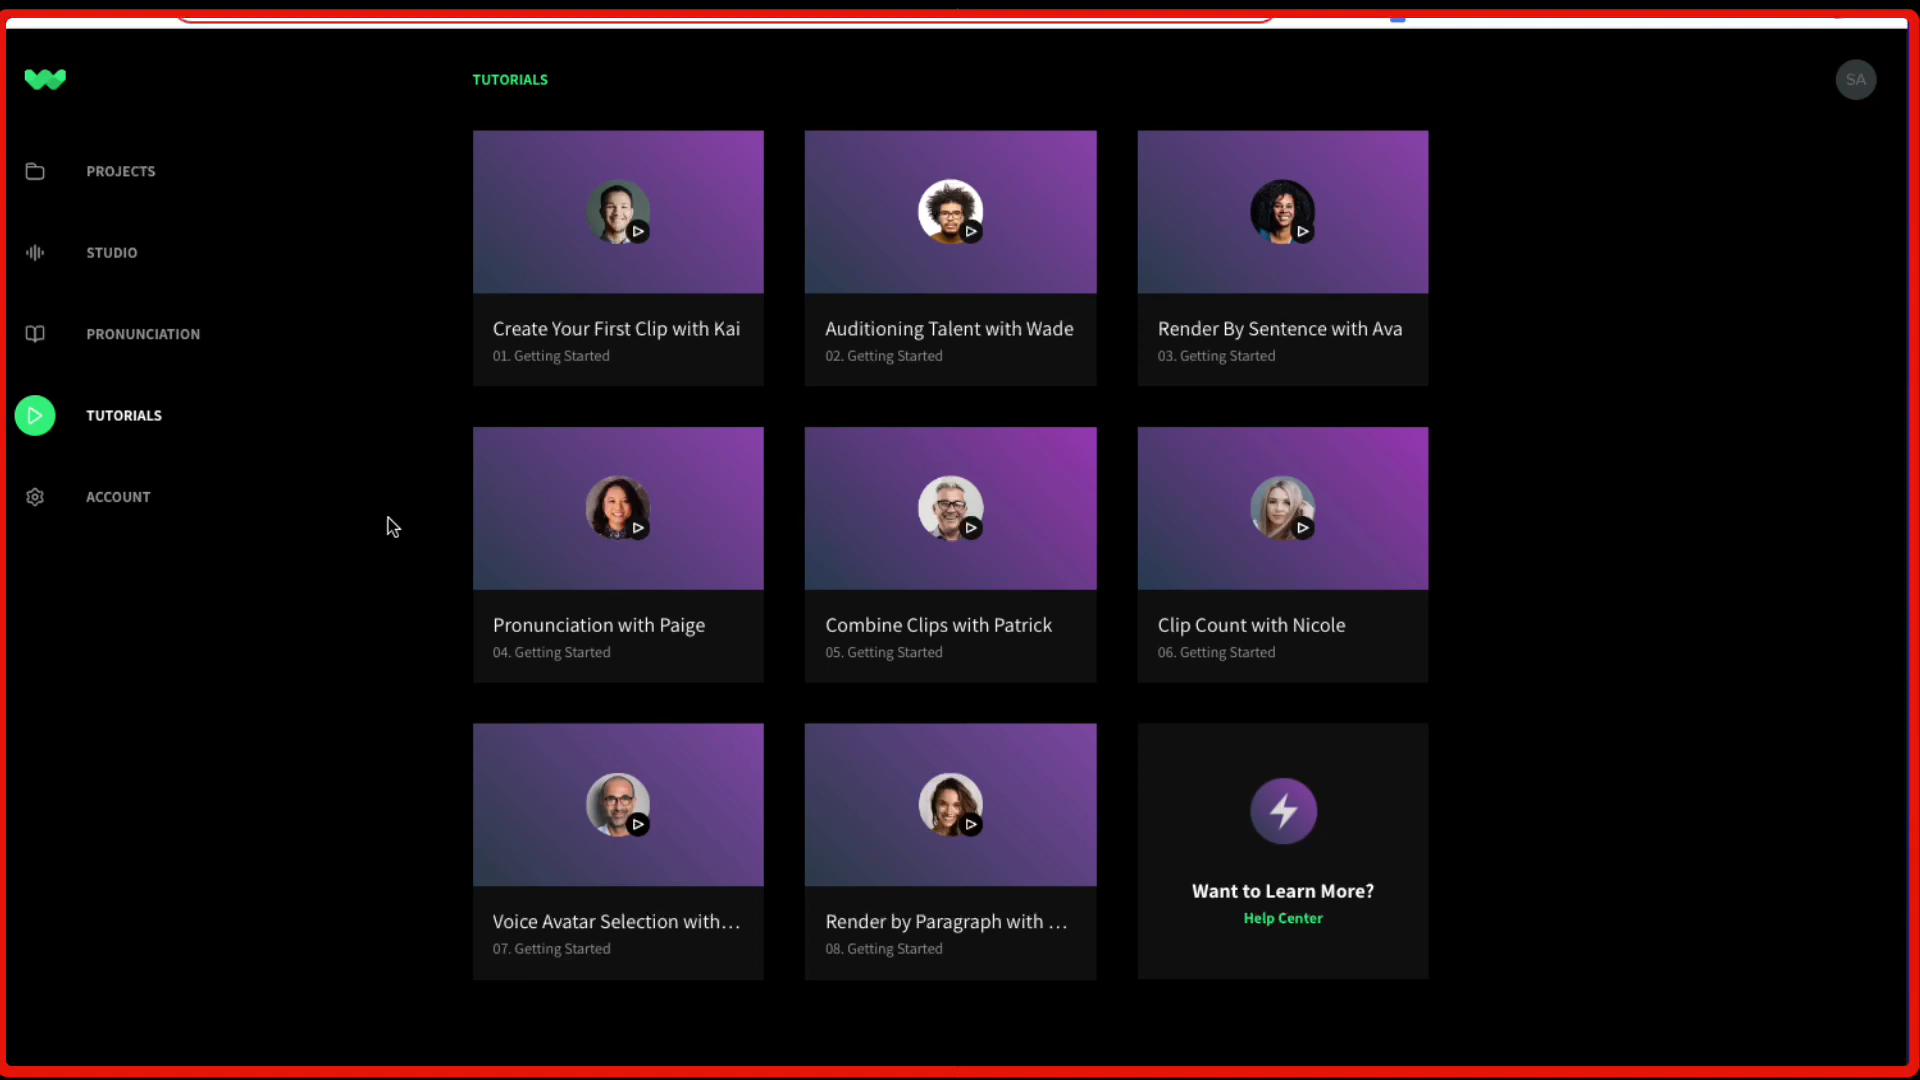 TUTORIALS
SA
PROJECTS
STUDIO
PRONUNCIATION
TUTORIALS
ACCOUNT
Create Your First Clip with Kai
01. Getting Started
Auditioning Talent with Wade
02. Getting Started
Render By Sentence with Ava
03. Getting Started
Pronunciation with Paige
04. Getting Started
Combine Clips with Patrick
05. Getting Started
Clip Count with Nicole
06. Getting Started
Voice Avatar Selection with...
07. Getting Started
Render by Paragraph with ...
08. Getting Started
Want to Learn More?
Help Center